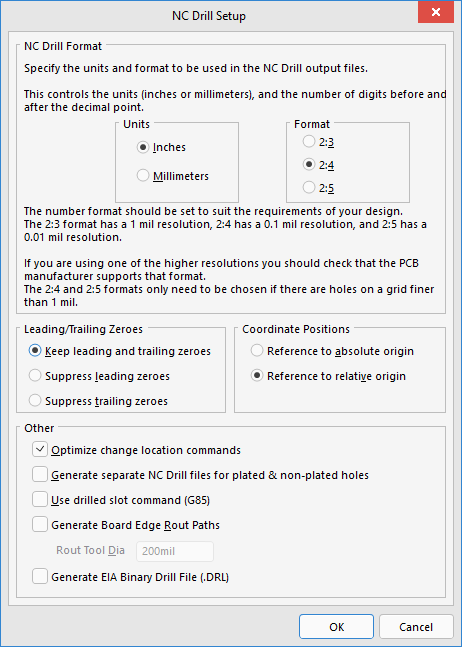 NC Drill Setup
NC Drill Format
Specify the units and format to be used in the NC Drill output files.
This controls the units (inches or millimeters), and the number of digits before and
after the decimal point.
Units
Format
Inches
Millimeters
2:3
2:4
2:5
The number format should be set to suit the requirements of your design.
The 2:3 format has a 1 mil resolution, 2:4 has a 0.1 mil resolution, and 2:5 has a
0.01 mil resolution.
If you are using one of the higher resolutions you should check that the PCB
manufacturer supports that format.
The 2:4 and 2:5 formats only need to be chosen if there are holes on a grid finer
than 1 mil.
Leading/Trailing Zeroes
Keep leading and trailing zeroes
Suppress leading zeroes
Suppress trailing zeroes
Coordinate Positions
Reference to absolute origin
Reference to relative origin
Other
Optimize change location commands
Generate separate NC Drill files for plated & non-plated holes
Use drilled slot command (G85)
Generate Board Edge Rout Paths
Rout Tool Dia 200mil
Generate EIA Binary Drill File (.DRL)
OK
Cancel